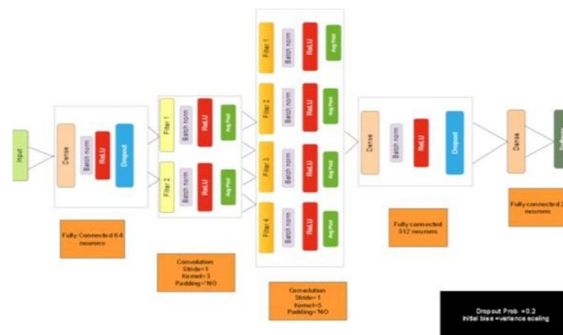 Input
Dense
Batch norm
ReLU
Dropout
Fully Connected 64
neurons
Filter 1
Batch norm
ReLU
Avg Pool
Filter 2
Batch norm
ReLU
Avg Pool
Convolution
Stride=1
Kernel=3
Padding='NO
Filter 1
Batch norm
ReLU
Avg Pool
Filter 2
Batch norm
ReLU
Avg Pool
Filter 3
Batch norm
ReLU
Avg Pool
Filter 4
Batch norm
ReLU
Avg Pool
Convolution
Stride= 1
Kernel=5
Padding='NO
Dense
Batch norm
ReLU
Dropout
Fully connected
512 neurons
Dense
Fully connected
neurons
Dropout Prob =0.2
Initial bias =variance scaling